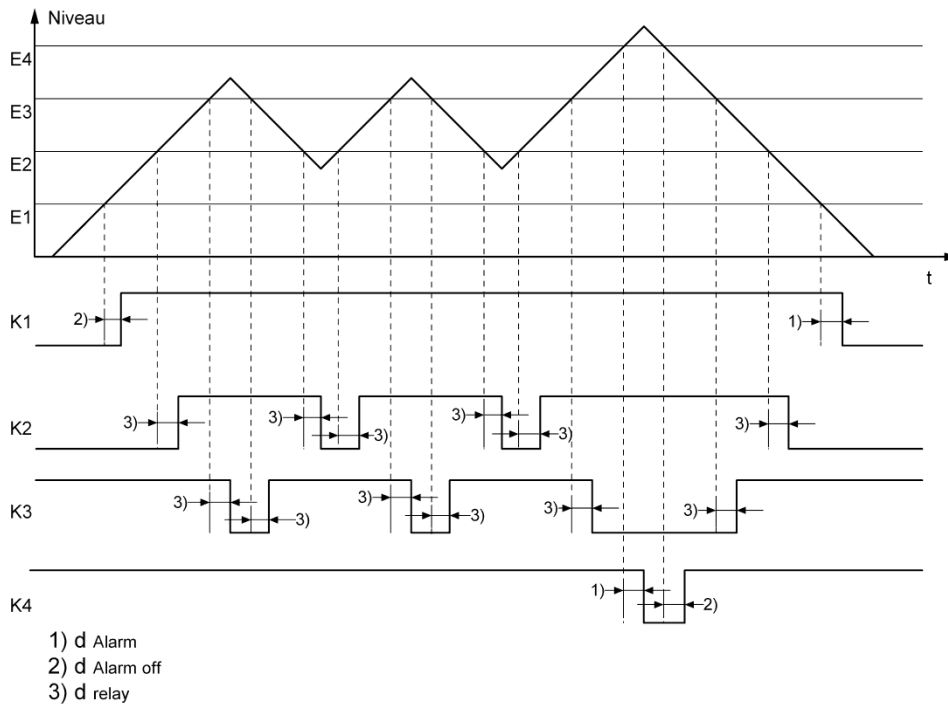 Niveau
E4
E3
E2
E1
t
K1
2)
1)
K2
3)
3)
3)
3)
3)
3)
K3
3)
3)
3)
3)
3)
3)
K4
1)
2)
1) d Alarm
2) d Alarm off
3) d relay